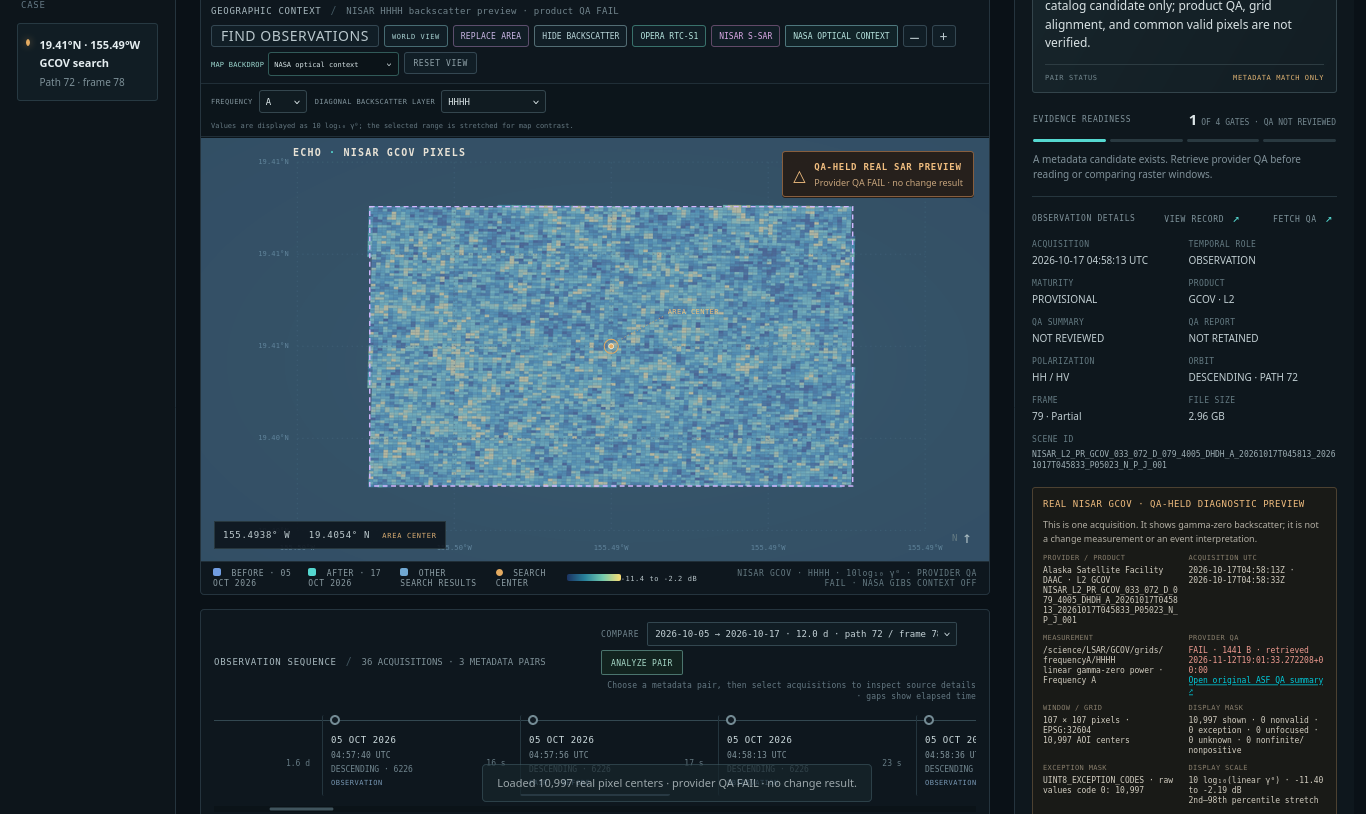 CASE
19.41°N · 155.49°W
GCOV search
Path 72 · frame 78
GEOGRAPHIC CONTEXT / NISAR HHHH backscatter preview · product QA FAIL
FIND OBSERVATIONS
WORLD VIEW
REPLACE AREA
HIDE BACKSCATTER
OPERA RTC-S1
NISAR S-SAR
NASA OPTICAL CONTEXT
—
+
MAP BACKDROP
NASA optical context
RESET VIEW
FREQUENCY
A
DIAGONAL BACKSCATTER LAYER
HHHH
Values are displayed as 10 log₁₀ γ⁰; the selected range is stretched for map contrast.
ECHO · NISAR GCOV PIXELS
QA-HELD REAL SAR PREVIEW
Provider QA FAIL · no change result
19.41°N
19.41°N
19.41°N
19.40°N
AREA CENTER
155.4938° W 19.4054° N AREA CENTER
155.49°W
155.49°W
155.49°W
N ↑
BEFORE · 05
OCT 2026
AFTER · 17
OCT 2026
OTHER
SEARCH RESULTS
SEARCH
CENTER
-11.4 to -2.2 dB
NISAR GCOV · HHHH · 10log₁₀ γ⁰ · PROVIDER QA
FAIL · NASA GIBS CONTEXT OFF
OBSERVATION SEQUENCE / 36 ACQUISITIONS · 3 METADATA PAIRS
COMPARE
2026-10-05 → 2026-10-17 · 12.0 d · path 72 / frame 78
ANALYZE PAIR
Choose a metadata pair, then select acquisitions to inspect source details
· gaps show elapsed time
1.6 d
05 OCT 2026
04:57:40 UTC
DESCENDING · 6226
OBSERVATION
16 s
05 OCT 2026
04:57:56 UTC
DESCENDING · 6226
OBSERVATION
17 s
05 OCT 2026
04:58:13 UTC
DESCENDING · 6226
OBSERVATION
23 s
05 OCT 2
04:58:36 UT
DESCENDING
OBSERVATION
Loaded 10,997 real pixel centers · provider QA FAIL · no change result.
catalog candidate only; product QA, grid
alignment, and common valid pixels are not
verified.
PAIR STATUS
METADATA MATCH ONLY
EVIDENCE READINESS
1 OF 4 GATES · QA NOT REVIEWED
A metadata candidate exists. Retrieve provider QA before
reading or comparing raster windows.
OBSERVATION DETAILS
VIEW RECORD ↗
FETCH QA ↗
ACQUISITION
2026-10-17 04:58:13 UTC
TEMPORAL ROLE
OBSERVATION
MATURITY
PROVISIONAL
PRODUCT
GCOV · L2
QA SUMMARY
NOT REVIEWED
QA REPORT
NOT RETAINED
POLARIZATION
HH / HV
ORBIT
DESCENDING · PATH 72
FRAME
79 · Partial
FILE SIZE
2.96 GB
SCENE ID
NISAR_L2_PR_GCOV_033_072_D_079_4005_DHDH_A_20261017T045813_2026
1017T045833_P05023_N_P_J_001
REAL NISAR GCOV · QA-HELD DIAGNOSTIC PREVIEW
This is one acquisition. It shows gamma-zero backscatter; it is not
a change measurement or an event interpretation.
PROVIDER / PRODUCT
Alaska Satellite Facility
DAAC · L2 GCOV
NISAR_L2_PR_GCOV_033_072_D_0
79_4005_DHDH_A_20261017T0458
13_20261017T045833_P05023_N_
P_J_001
ACQUISITION UTC
2026-10-17T04:58:13Z ·
2026-10-17T04:58:33Z
MEASUREMENT
/science/LSAR/GCOV/grids/
frequencyA/HHHH
linear gamma-zero power ·
Frequency A
PROVIDER QA
FAIL · 1441 B · retrieved
2026-11-12T19:01:33.272208+0
0:00
Open original ASF QA summary
↗
WINDOW / GRID
107 × 107 pixels ·
EPSG:32604
10,997 AOI centers
DISPLAY MASK
10,997 shown · 0 nonvalid ·
0 exception · 0 unfocused ·
0 unknown · 0 nonfinite/
nonpositive
EXCEPTION MASK
UINT8_EXCEPTION_CODES · raw
values code 0: 10,997
DISPLAY SCALE
10 log₁₀(linear γ⁰) · -11.40
to -2.19 dB
2nd–98th percentile stretch